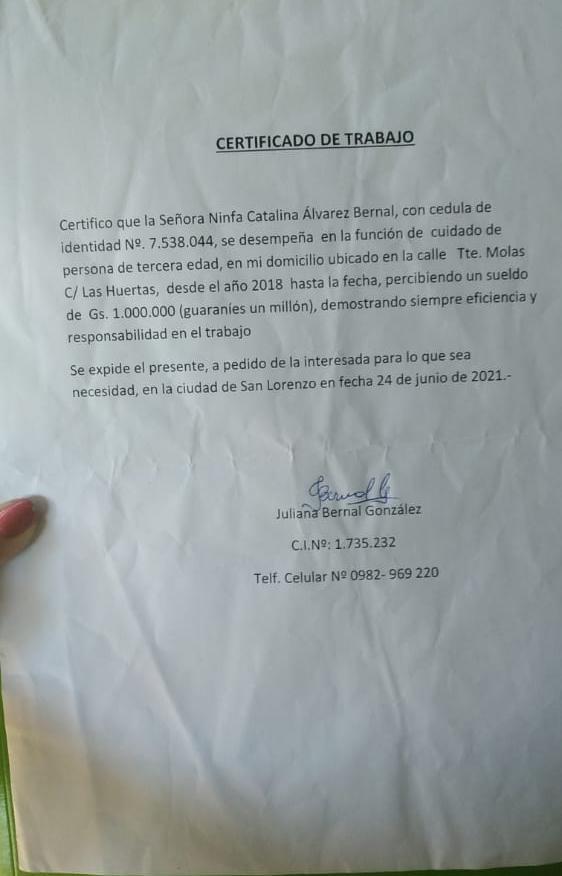 CERTIFICADO DE TRABAJO
Certifico que la Señora Ninfa Catalina Álvarez Bernal, con cedula de
identidad Nº. 7.538.044, se desempeña en la función de cuidado de
persona de tercera edad, en mi domicilio ubicado en la calle Tte. Molas
C/ Las Huertas, desde el año 2018 hasta la fecha, percibiendo un sueldo
de Gs. 1.000.000 (guaraníes un millón), demostrando siempre eficiencia y
responsabilidad en el trabajo
Se expide el presente, a pedido de la interesada para lo que sea
necesidad, en la ciudad de San Lorenzo en fecha 24 de junio de 2021.-
Juliana Bernal González
C.I.Nº: 1.735.232
Telf. Celular Nº 0982- 969 220